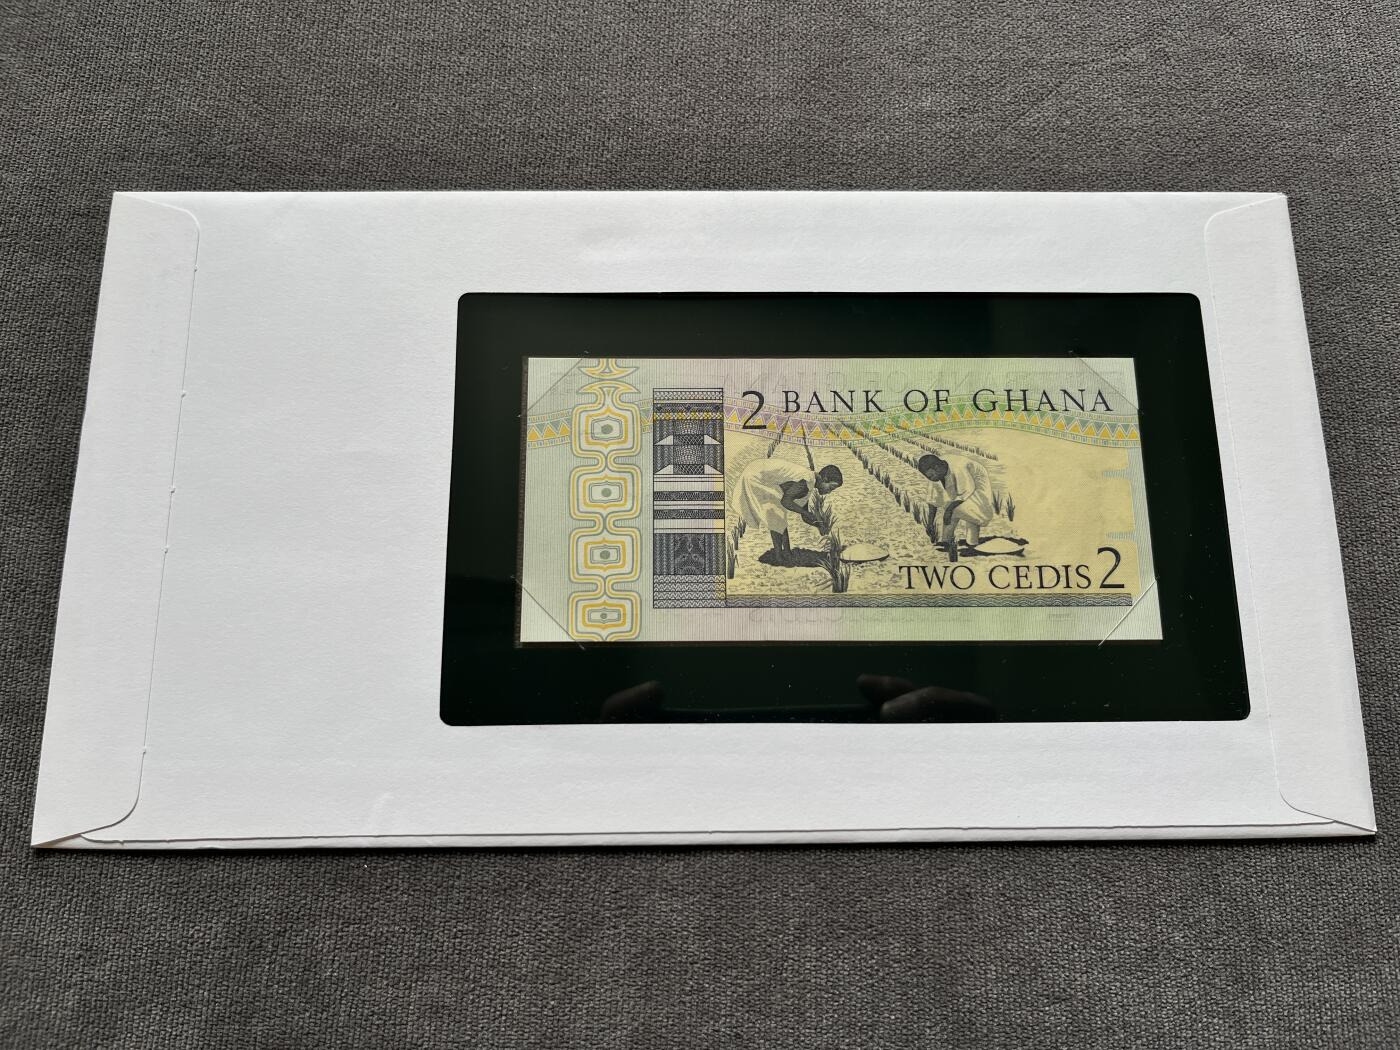 2 BANK OF GHANA
TWO CEDIS 2